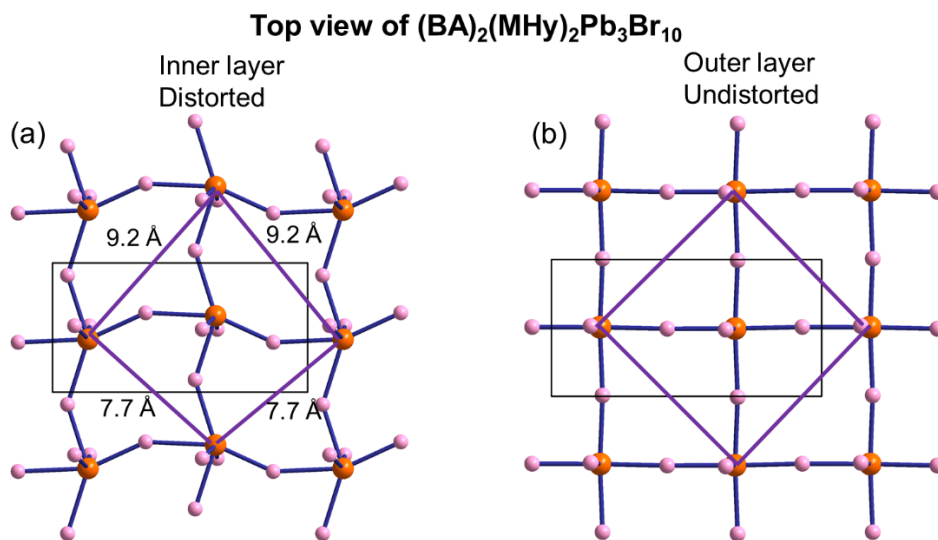 Top view of (BA)₂(MHy)₂Pb₃Br₁₀
Inner layer
Distorted
Outer layer
Undistorted
(a)
(b)
9.2 Å
9.2 Å
7.7 Å
7.7 Å